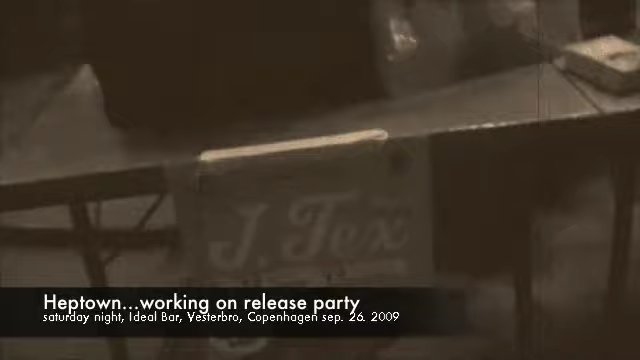 J. Tex
Heptown...working on release party
saturday night, Ideal Bar, Vesterbro, Copenhagen sep. 26. 2009